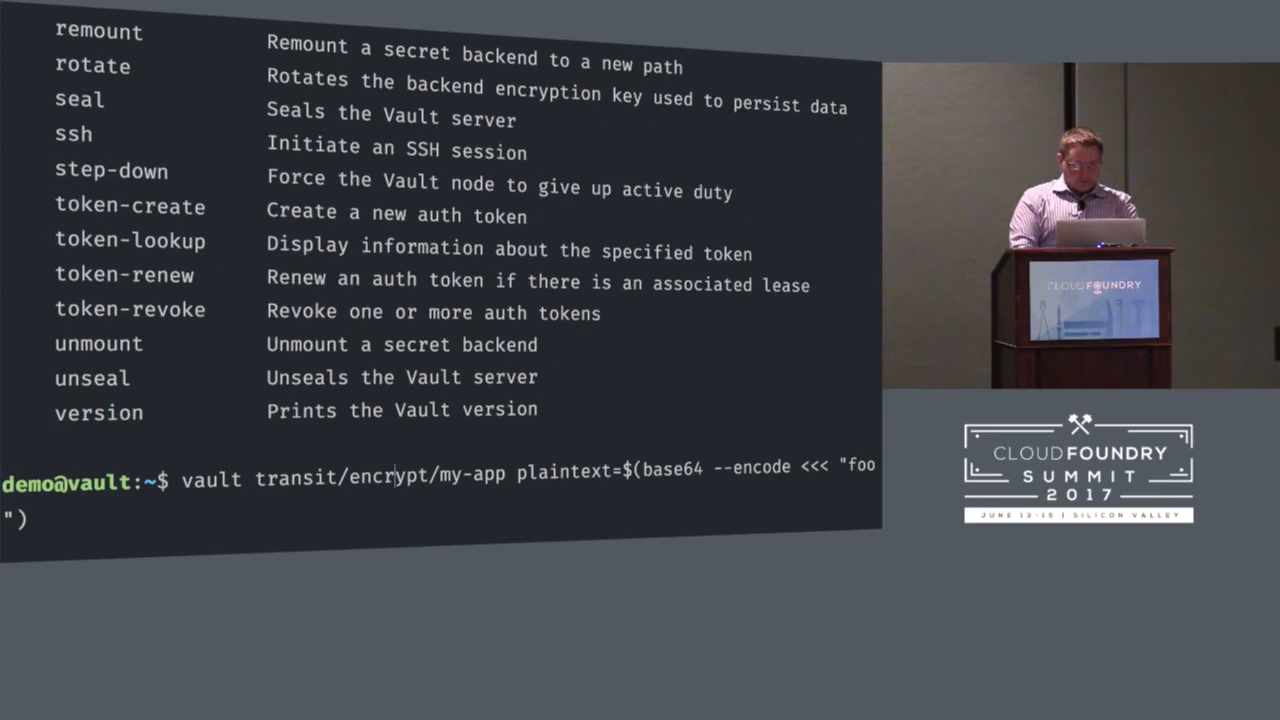 remount Remount a secret backend to a new path
rotate Rotates the backend encryption key used to persist data
seal Seals the Vault server
ssh Initiate an SSH session
step-down Force the Vault node to give up active duty
token-create Create a new auth token
token-lookup Display information about the specified token
token-renew Renew an auth token if there is an associated lease
token-revoke Revoke one or more auth tokens
unmount Unmount a secret backend
unseal Unseals the Vault server
version Prints the Vault version
demo@vault:~$ vault transit/encrypt/my-app plaintext=$(base64 --encode <<< "foo
")
CLOUDFOUNDRY
CLOUDFOUNDRY
SUMMIT
2017
JUNE 13-15 | SILICON VALLEY